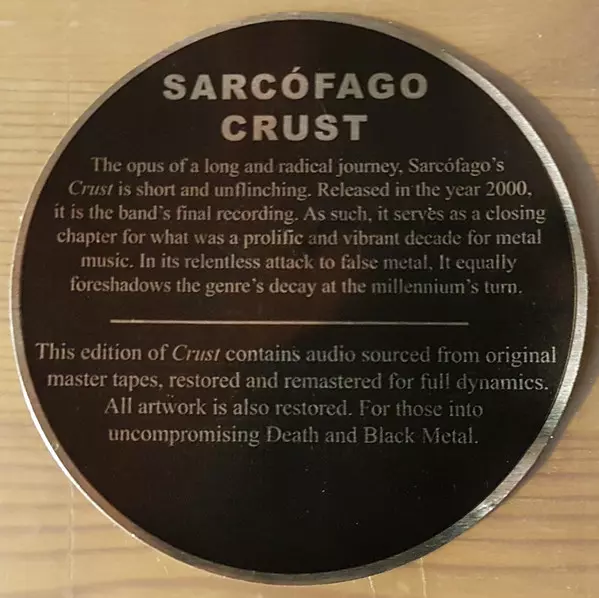 SARCÓFAGO
CRUST
The opus of a long and radical journey, Sarcófago's
Crust is short and unflinching. Released in the year 2000,
it is the band's final recording. As such, it serves as a closing
chapter for what was a prolific and vibrant decade for metal
music. In its relentless attack to false metal, It equally
foreshadows the genre's decay at the millennium's turn.
This edition of Crust contains audio sourced from original
master tapes, restored and remastered for full dynamics.
All artwork is also restored. For those into
uncompromising Death and Black Metal.